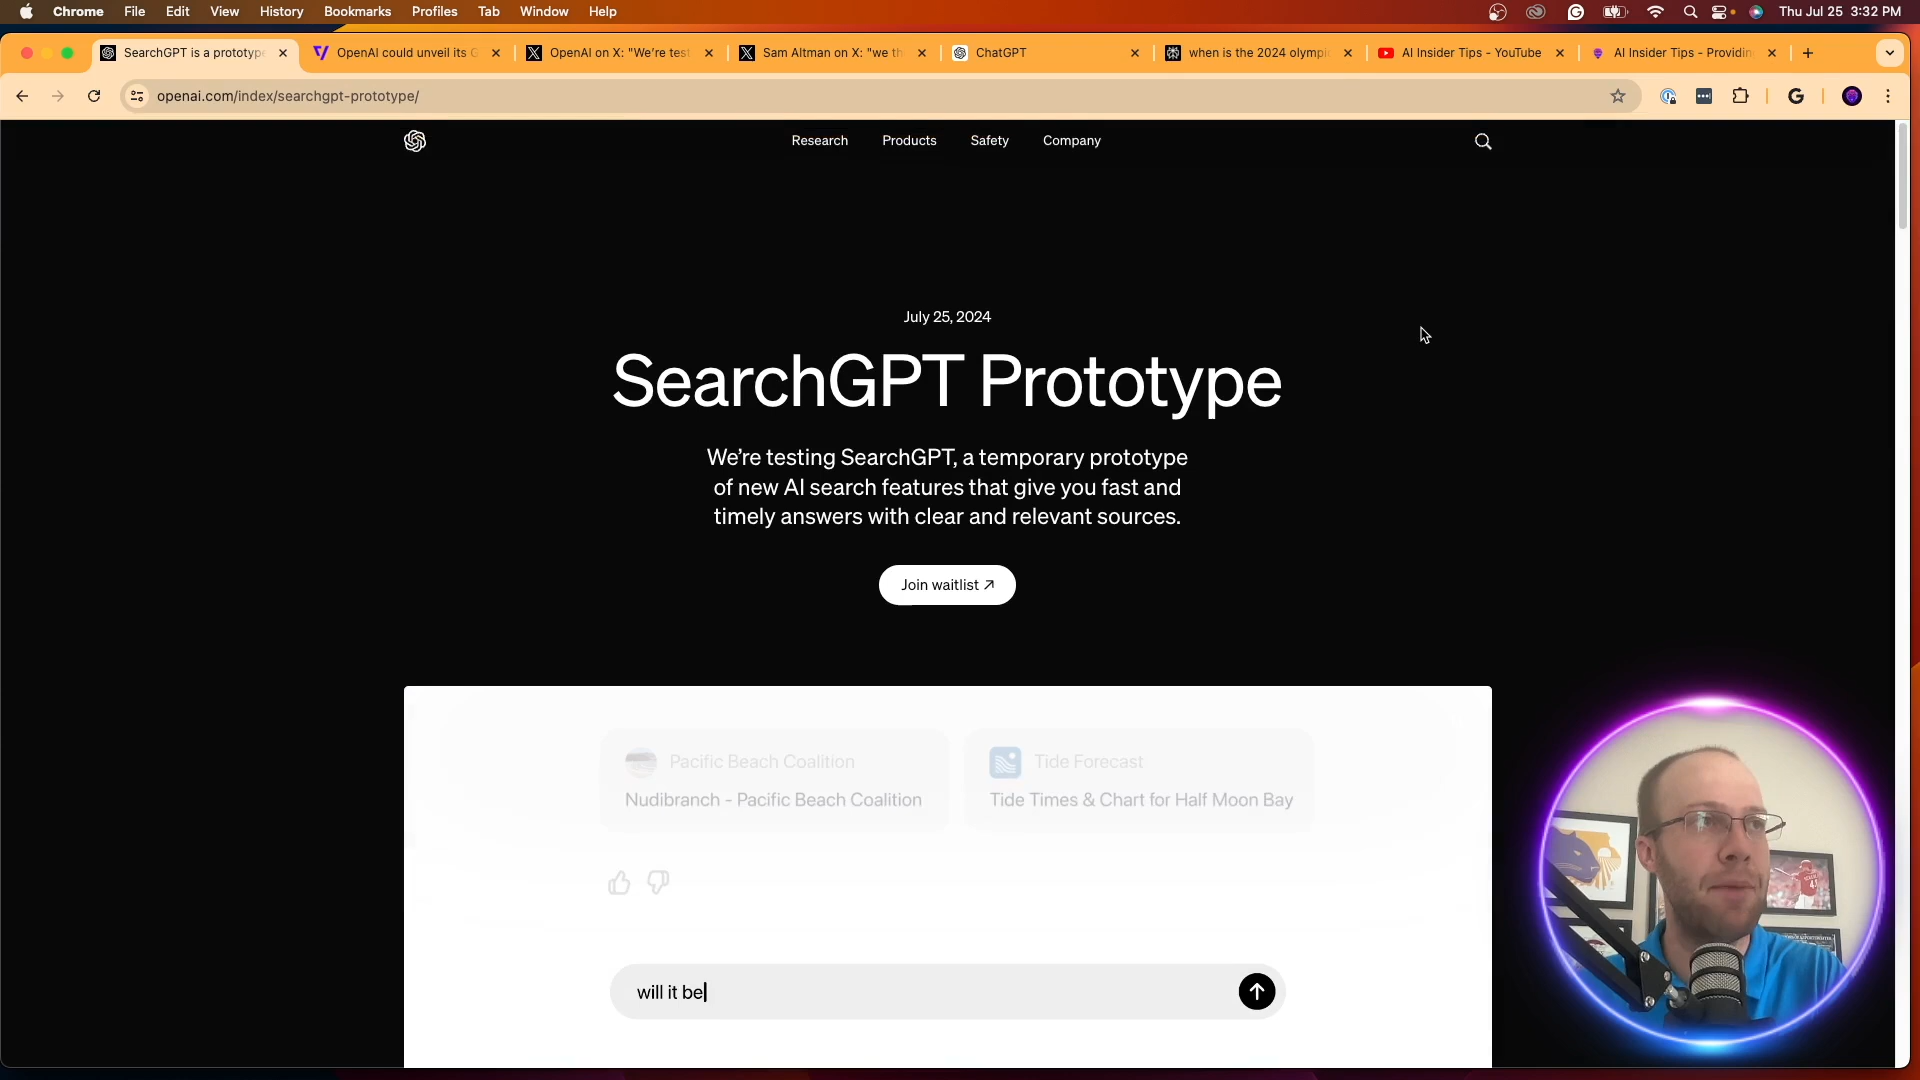 Chrome File Edit View History Bookmarks Profiles Tab Window Help Thu Jul 25 3:32 PM
SearchGPT is a prototype OpenAI could unveil its G OpenAI on X: "We're test Sam Altman on X: "we th ChatGPT when is the 2024 olympi AI Insider Tips - YouTube AI Insider Tips - Providin
openai.com/index/searchgpt-prototype/
Research Products Safety Company
July 25, 2024
SearchGPT Prototype
We're testing SearchGPT, a temporary prototype
of new AI search features that give you fast and
timely answers with clear and relevant sources.
Join waitlist ↗
Pacific Beach Coalition Tide Forecast
Nudibranch - Pacific Beach Coalition Tide Times & Chart for Half Moon Bay
will it be